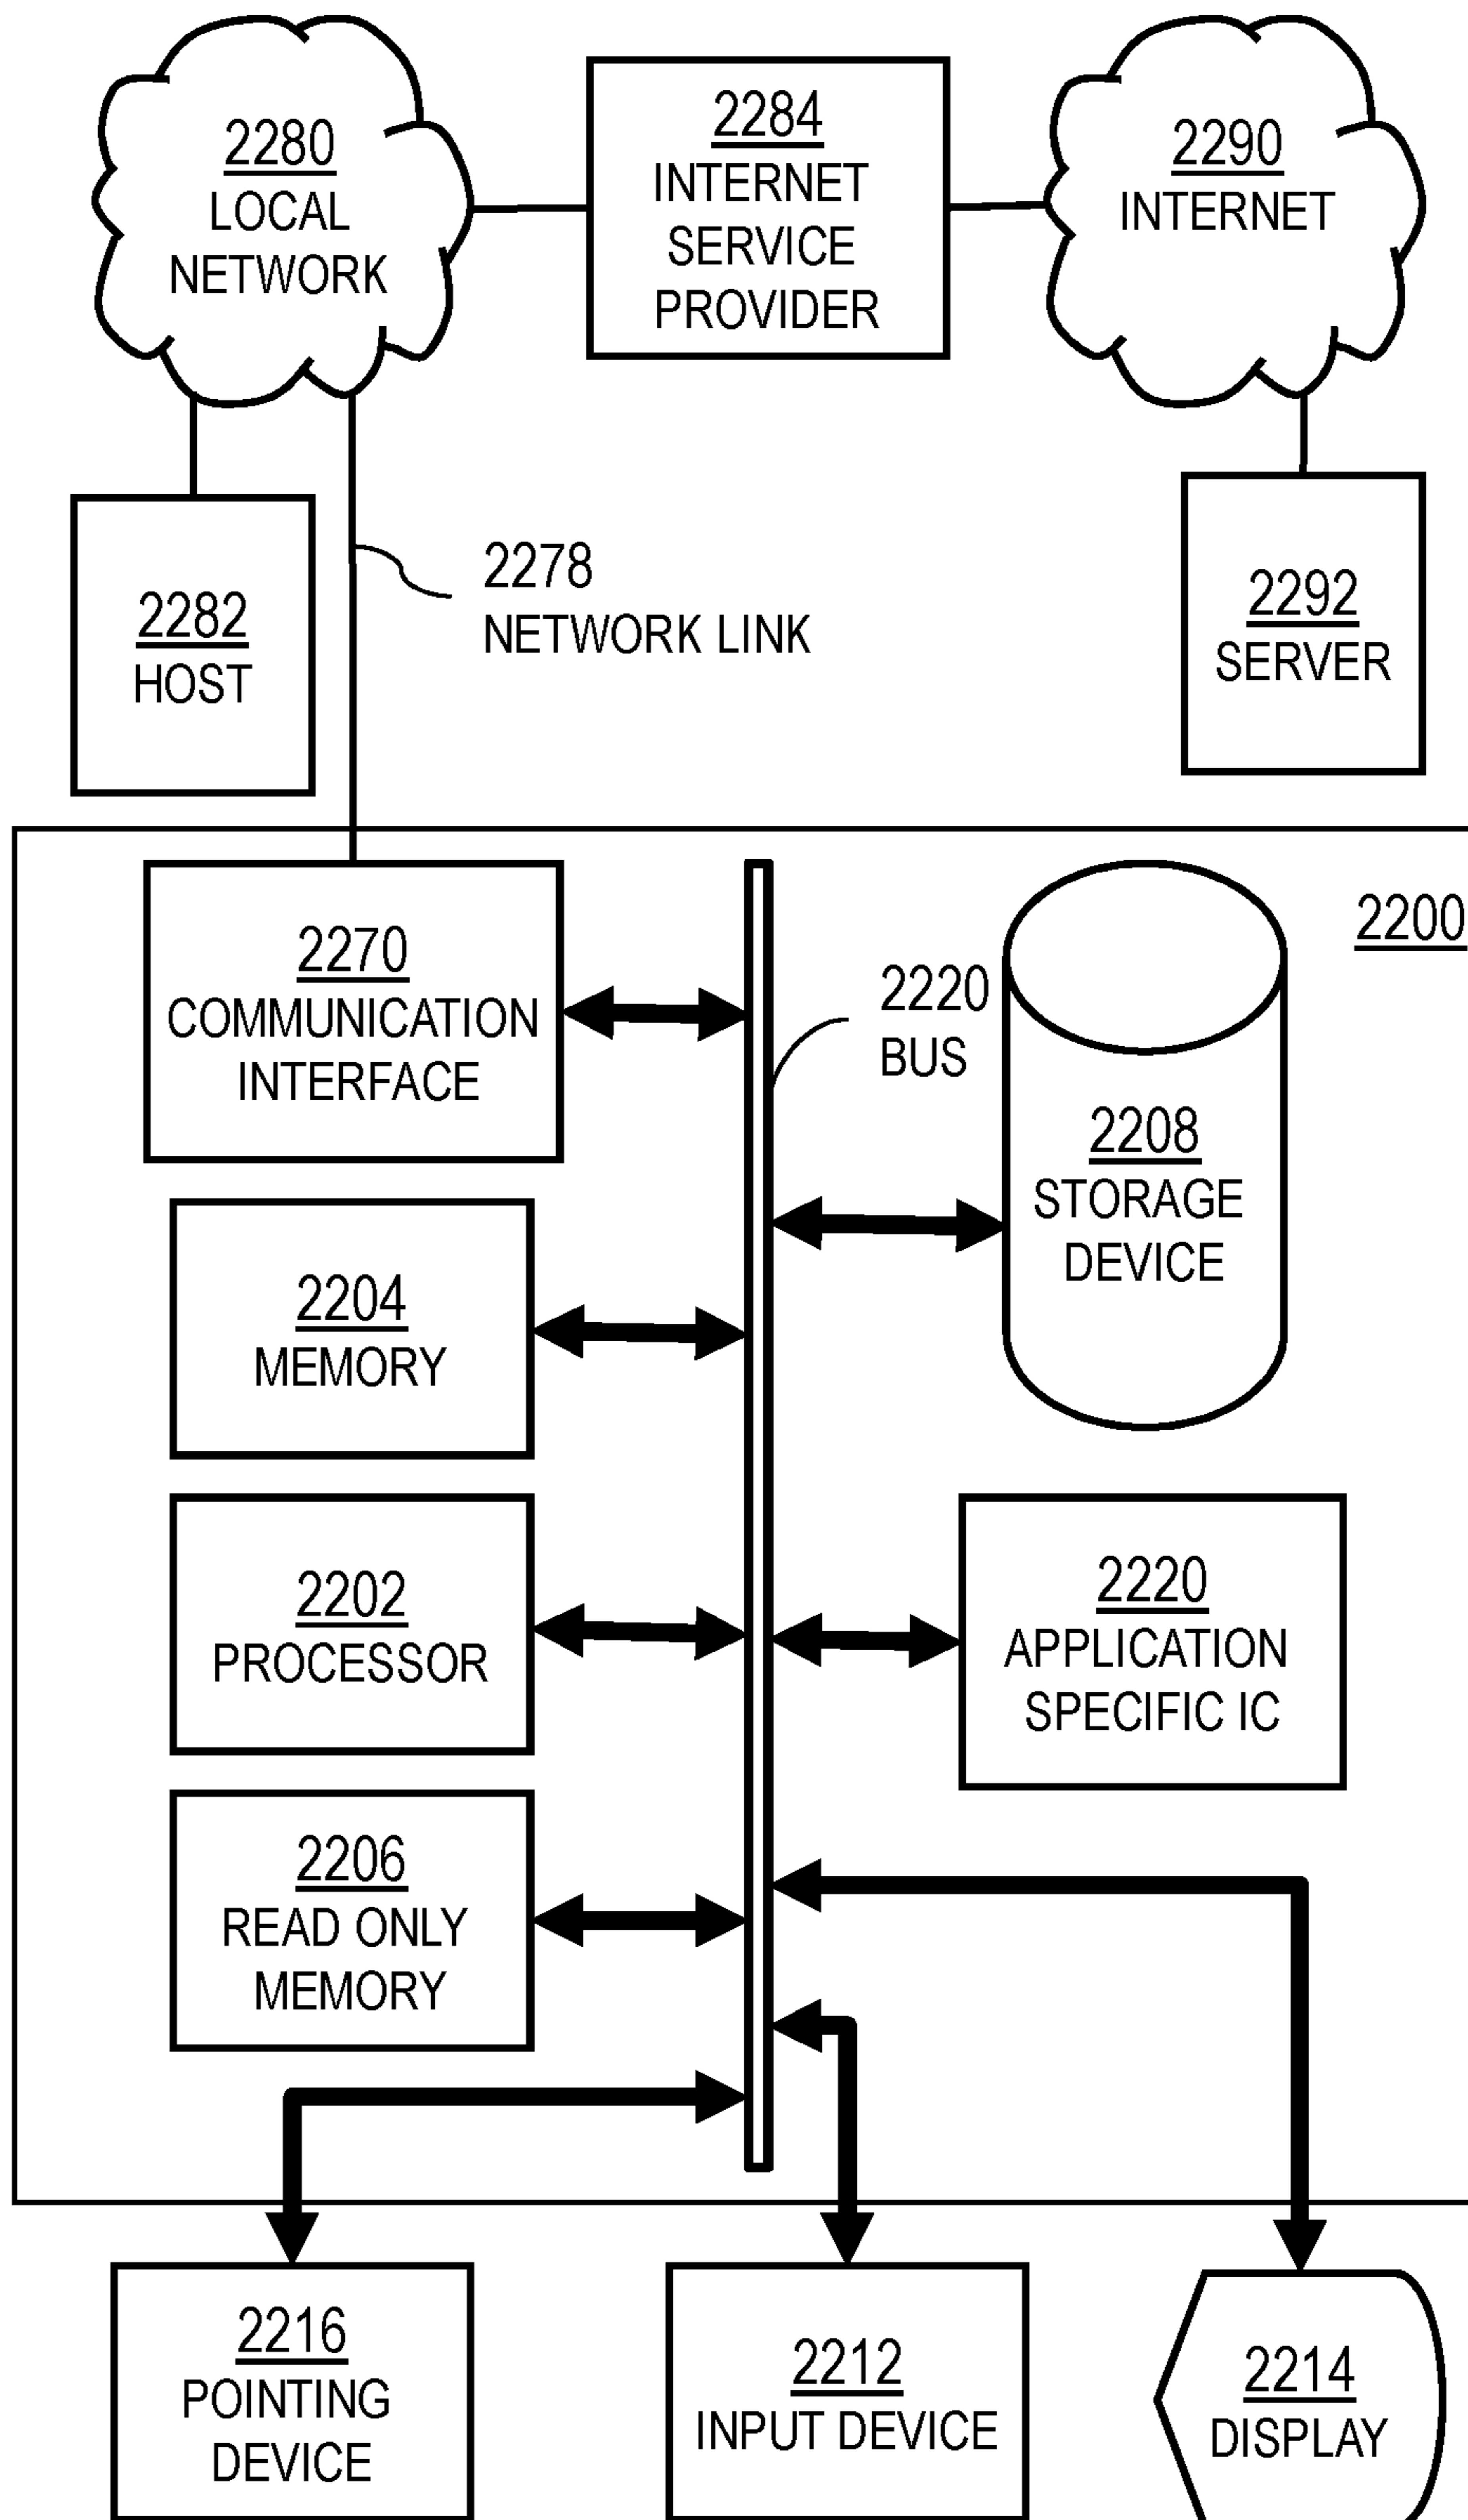 2280
LOCAL
NETWORK
2284
INTERNET
SERVICE
PROVIDER
2290
INTERNET
2282
HOST
2278
NETWORK LINK
2292
SERVER
2200
2270
COMMUNICATION
INTERFACE
2220
BUS
2208
STORAGE
DEVICE
2204
MEMORY
2202
PROCESSOR
2220
APPLICATION
SPECIFIC IC
2206
READ ONLY
MEMORY
2216
POINTING
DEVICE
2212
INPUT DEVICE
2214
DISPLAY